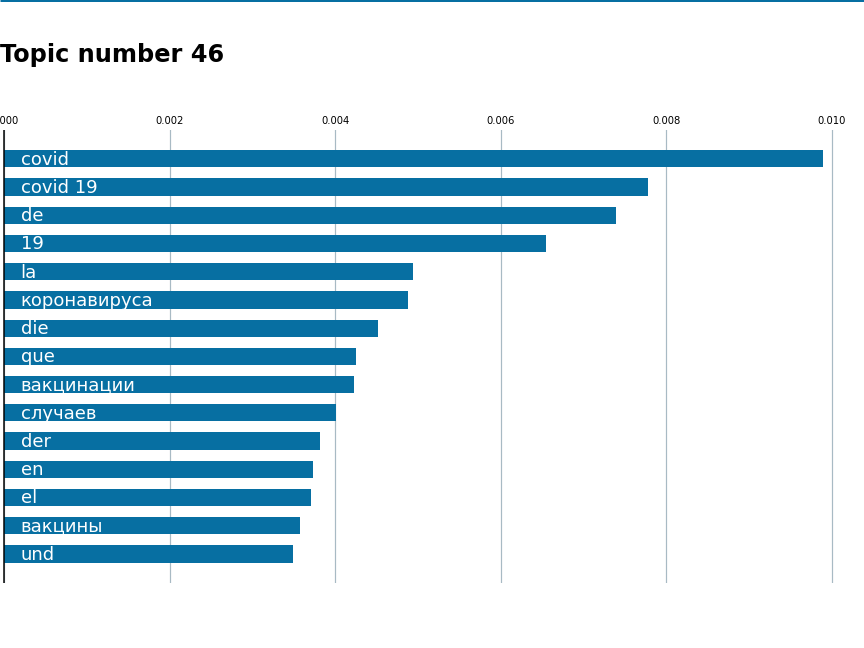 Topic number 46
000 0.002 0.004 0.006 0.008 0.010
covid
covid 19
de
19
la
коронавируса
die
que
вакцинации
случаев
der
en
el
вакцины
und